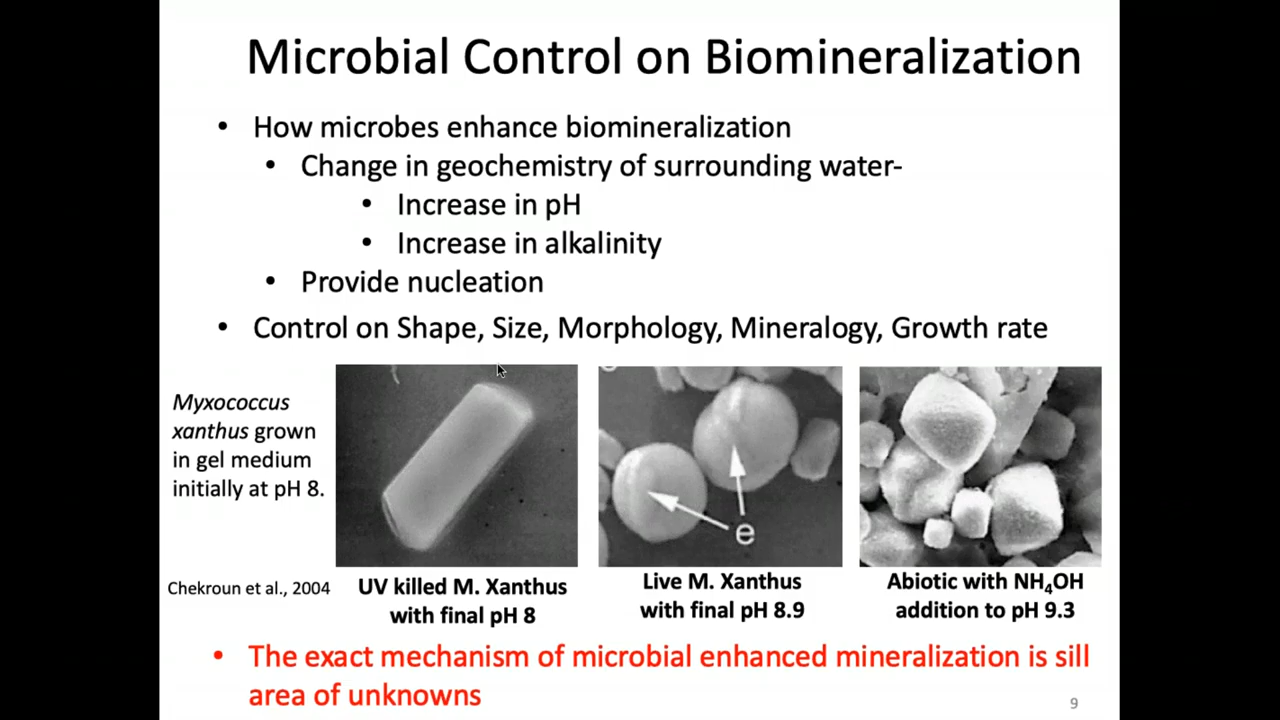 Microbial Control on Biomineralization
• How microbes enhance biomineralization
• Change in geochemistry of surrounding water-
• Increase in pH
• Increase in alkalinity
• Provide nucleation
• Control on Shape, Size, Morphology, Mineralogy, Growth rate
Myxococcus
xanthus grown
in gel medium
initially at pH 8.
Chekroun et al., 2004
e
UV killed M. Xanthus
with final pH 8
Live M. Xanthus
with final pH 8.9
Abiotic with NH₄OH
addition to pH 9.3
• The exact mechanism of microbial enhanced mineralization is sill
area of unknowns
9